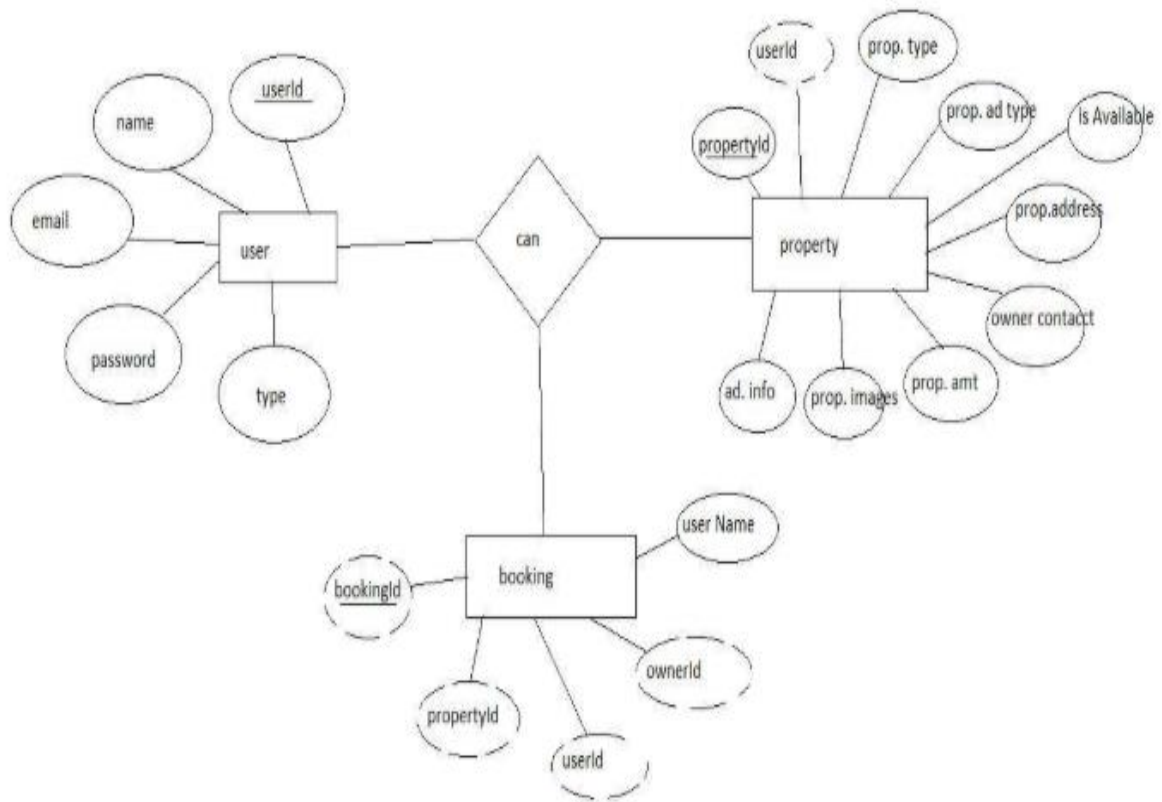 userId
name
email
user
password
type
can
userId
prop. type
prop. ad type
is Available
propertyId
prop.address
property
owner contacct
ad. info
prop. images
prop. amt
user Name
booking
bookingId
ownerId
propertyId
userId